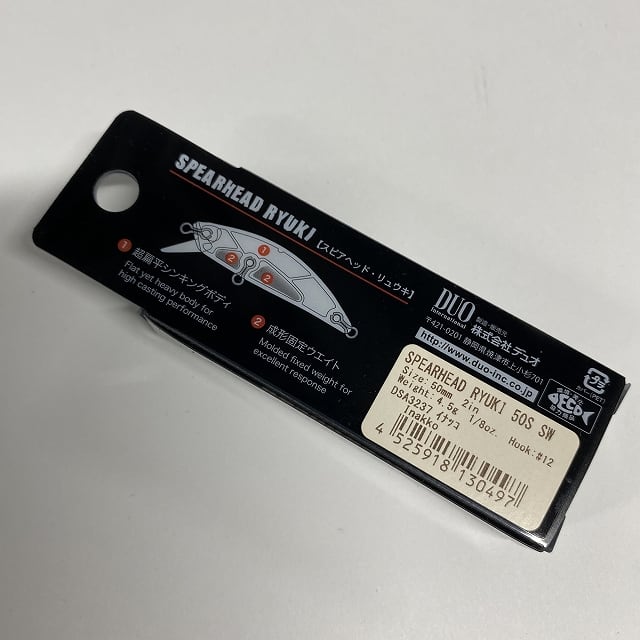 SPEARHEAD RYUKI
【スピアヘッド・リュウキ】
1
2
2
1 超扁平シンキングボディ
Flat yet heavy body for
high casting performance
2 成形固定ウエイト
Molded fixed weight for
excellent response
DUO
international
製造・販売元
株式会社デュオ
〒421-0201 静岡県焼津市上小杉701
http://www.duo-inc.co.jp
プラ
SPEARHEAD RYUKI 50S SW
Size:50mm 2in
Weight:4.5g 1/8oz. Hook:#12
DSA3237 イナッコ
Inakko
4 525918 130497